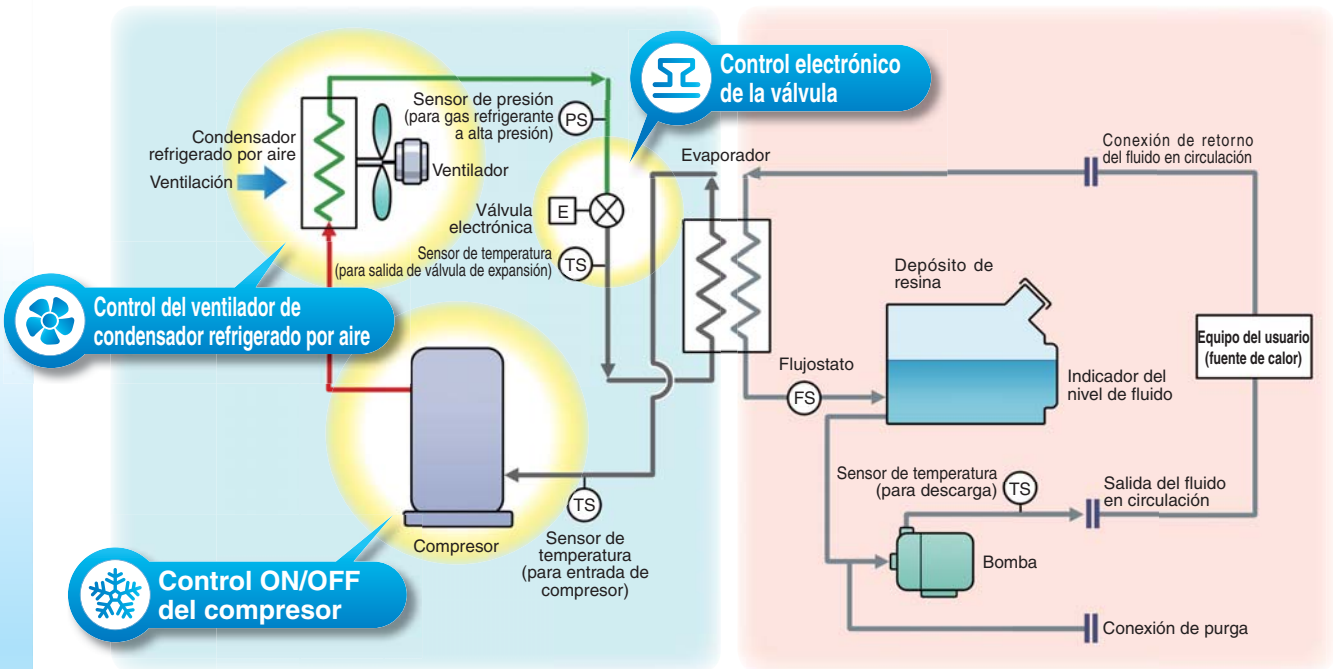 Control electrónico
de la válvula
Sensor de presión
(para gas refrigerante
a alta presión)
PS
Condensador
refrigerado por aire
Ventilación
Ventilador
Evaporador
Conexión de retorno
del fluido en circulación
E
Válvula
electrónica
Sensor de temperatura
(para salida de válvula de expansión)
TS
Control del ventilador de
condensador refrigerado por aire
Depósito de
resina
Equipo del usuario
(fuente de calor)
Flujostato
FS
Indicador del
nivel de fluido
Sensor de temperatura
(para descarga)
TS
Salida del fluido
en circulación
TS
Sensor de
temperatura
(para entrada de
compresor)
Compresor
Bomba
Control ON/OFF
del compresor
Conexión de purga